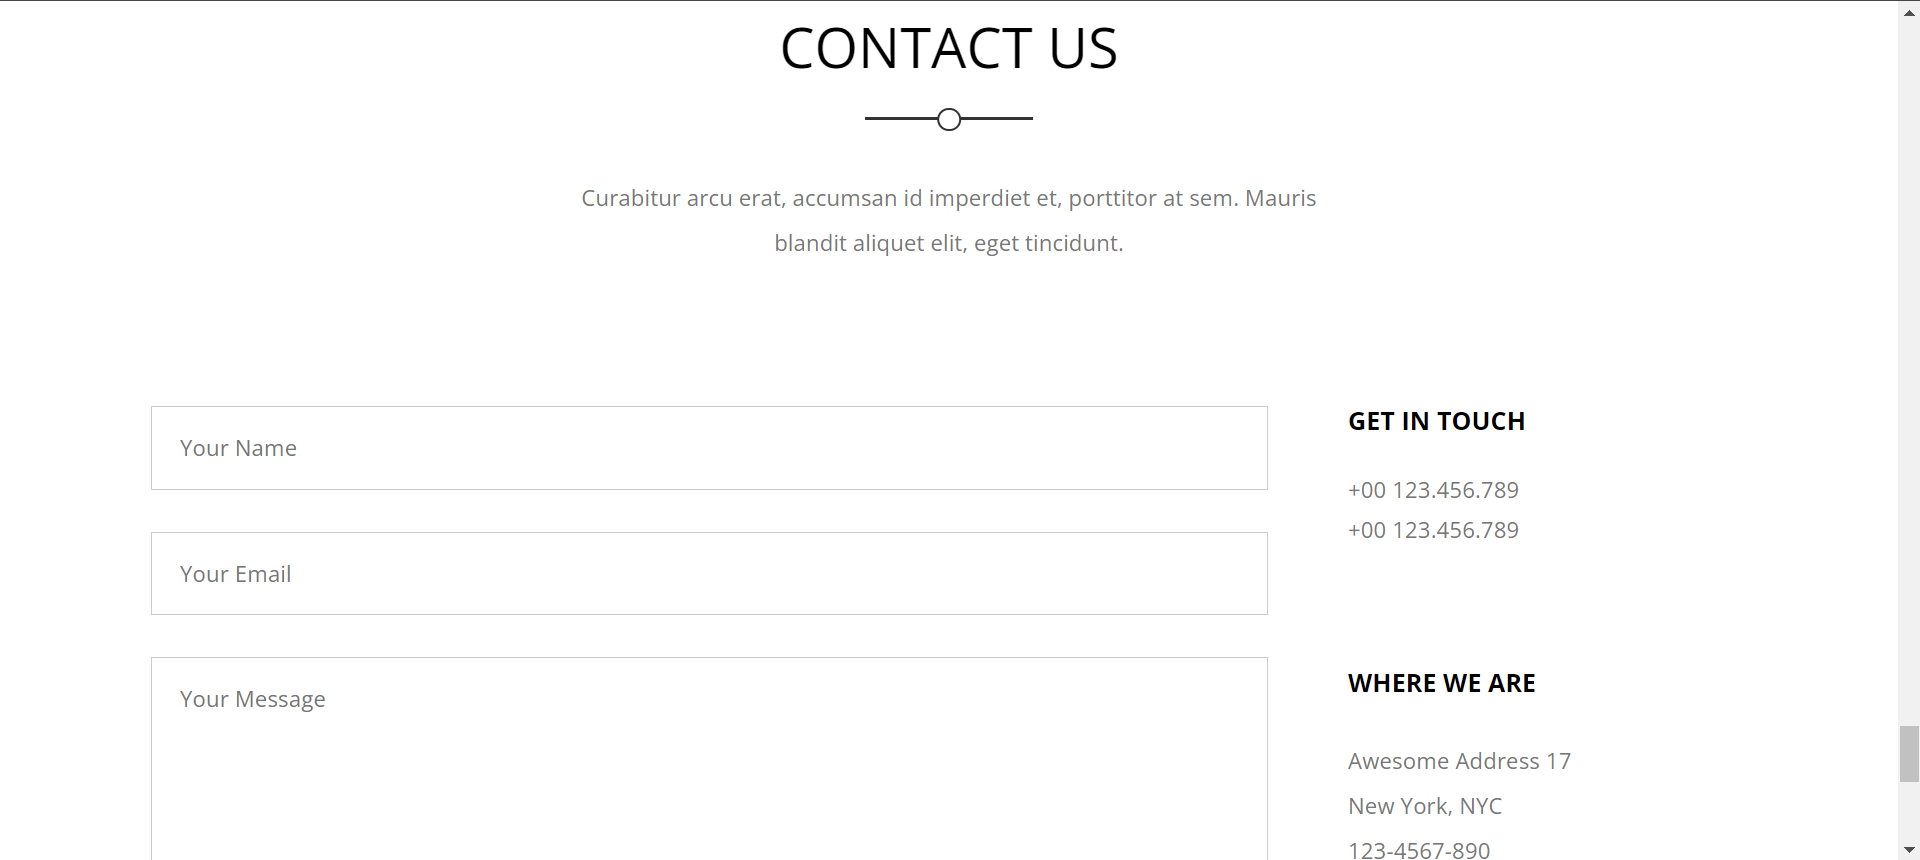 CONTACT US
Curabitur arcu erat, accumsan id imperdiet et, porttitor at sem. Mauris
blandit aliquet elit, eget tincidunt.
Your Name
Your Email
Your Message
GET IN TOUCH
+00 123.456.789
+00 123.456.789
WHERE WE ARE
Awesome Address 17
New York, NYC
123-4567-890